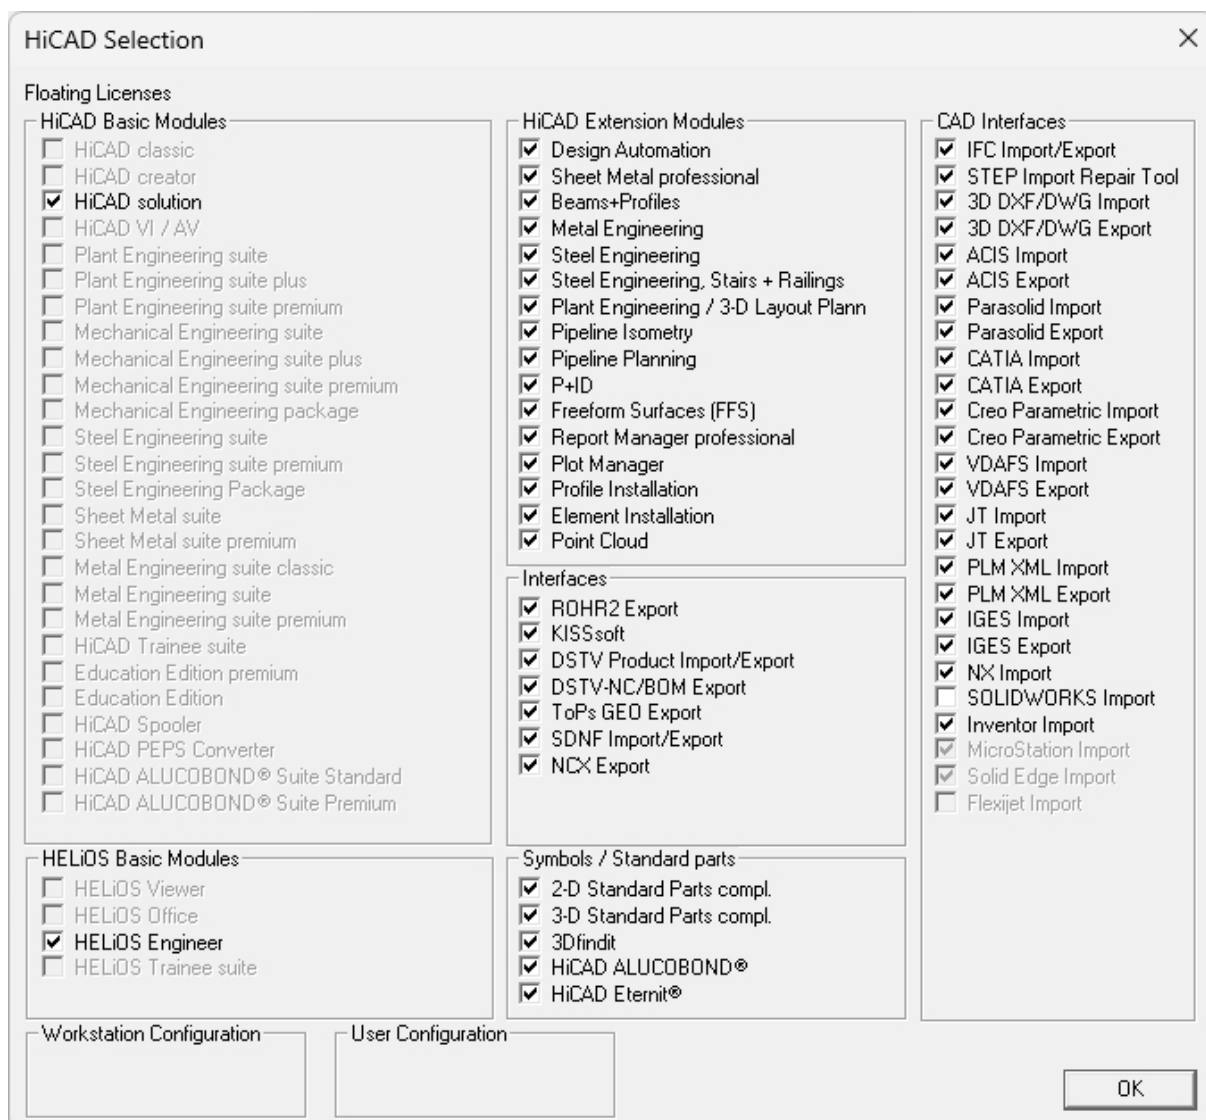 HiCAD Selection
Floating Licenses
HiCAD Basic Modules
HiCAD classic
HiCAD creator
HiCAD solution
HiCAD VI / AV
Plant Engineering suite
Plant Engineering suite plus
Plant Engineering suite premium
Mechanical Engineering suite
Mechanical Engineering suite plus
Mechanical Engineering suite premium
Mechanical Engineering package
Steel Engineering suite
Steel Engineering suite premium
Steel Engineering Package
Sheet Metal suite
Sheet Metal suite premium
Metal Engineering suite classic
Metal Engineering suite
Metal Engineering suite premium
HiCAD Trainee suite
Education Edition premium
Education Edition
HiCAD Spooler
HiCAD PEPS Converter
HiCAD ALUCOBOND® Suite Standard
HiCAD ALUCOBOND® Suite Premium
HELiOS Basic Modules
HELiOS Viewer
HELiOS Office
HELiOS Engineer
HELiOS Trainee suite
Workstation Configuration
User Configuration
HiCAD Extension Modules
Design Automation
Sheet Metal professional
Beams+Profiles
Metal Engineering
Steel Engineering
Steel Engineering, Stairs + Railings
Plant Engineering / 3-D Layout Plann
Pipeline Isometry
Pipeline Planning
P+ID
Freeform Surfaces (FFS)
Report Manager professional
Plot Manager
Profile Installation
Element Installation
Point Cloud
Interfaces
ROHR2 Export
KISSsoft
DSTV Product Import/Export
DSTV-NC/BOM Export
ToPs GEO Export
SDNF Import/Export
NCX Export
Symbols / Standard parts
2-D Standard Parts compl.
3-D Standard Parts compl.
3Dfindit
HiCAD ALUCOBOND®
HiCAD Eternit®
CAD Interfaces
IFC Import/Export
STEP Import Repair Tool
3D DXF/DWG Import
3D DXF/DWG Export
ACIS Import
ACIS Export
Parasolid Import
Parasolid Export
CATIA Import
CATIA Export
Creo Parametric Import
Creo Parametric Export
VDAFS Import
VDAFS Export
JT Import
JT Export
PLM XML Import
PLM XML Export
IGES Import
IGES Export
NX Import
SOLIDWORKS Import
Inventor Import
MicroStation Import
Solid Edge Import
Flexijet Import
OK